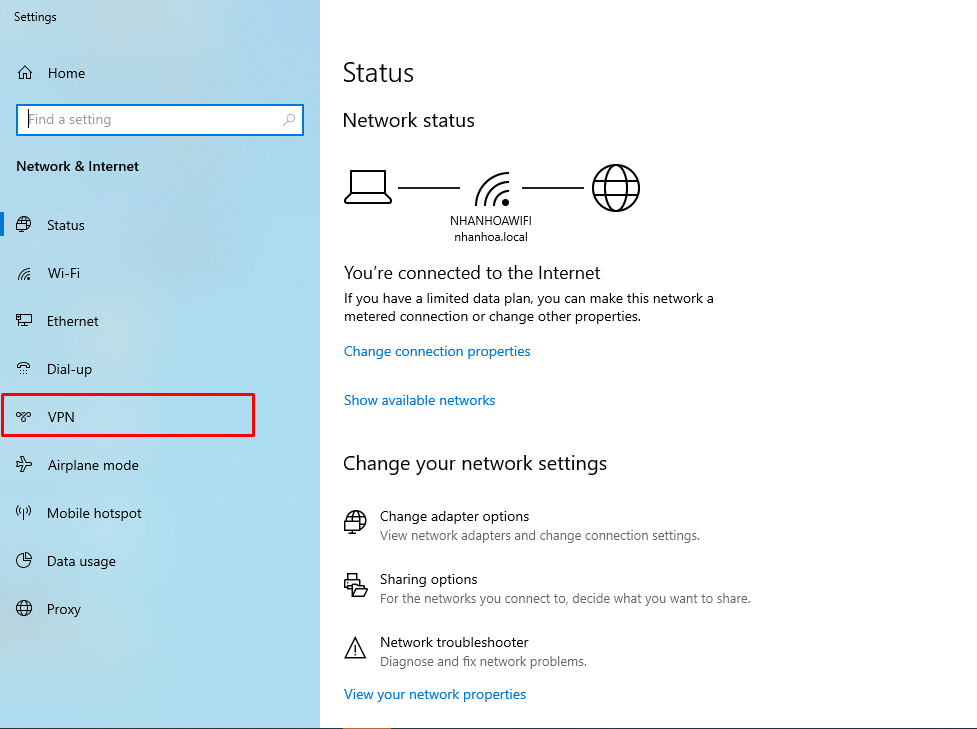 Settings
Home
Find a setting
Network & Internet
Status
Wi-Fi
Ethernet
Dial-up
VPN
Airplane mode
Mobile hotspot
Data usage
Proxy
Status
Network status
NHANHOAWIFI
nhanhoa.local
You’re connected to the Internet
If you have a limited data plan, you can make this network a
metered connection or change other properties.
Change connection properties
Show available networks
Change your network settings
Change adapter options
View network adapters and change connection settings.
Sharing options
For the networks you connect to, decide what you want to share.
Network troubleshooter
Diagnose and fix network problems.
View your network properties